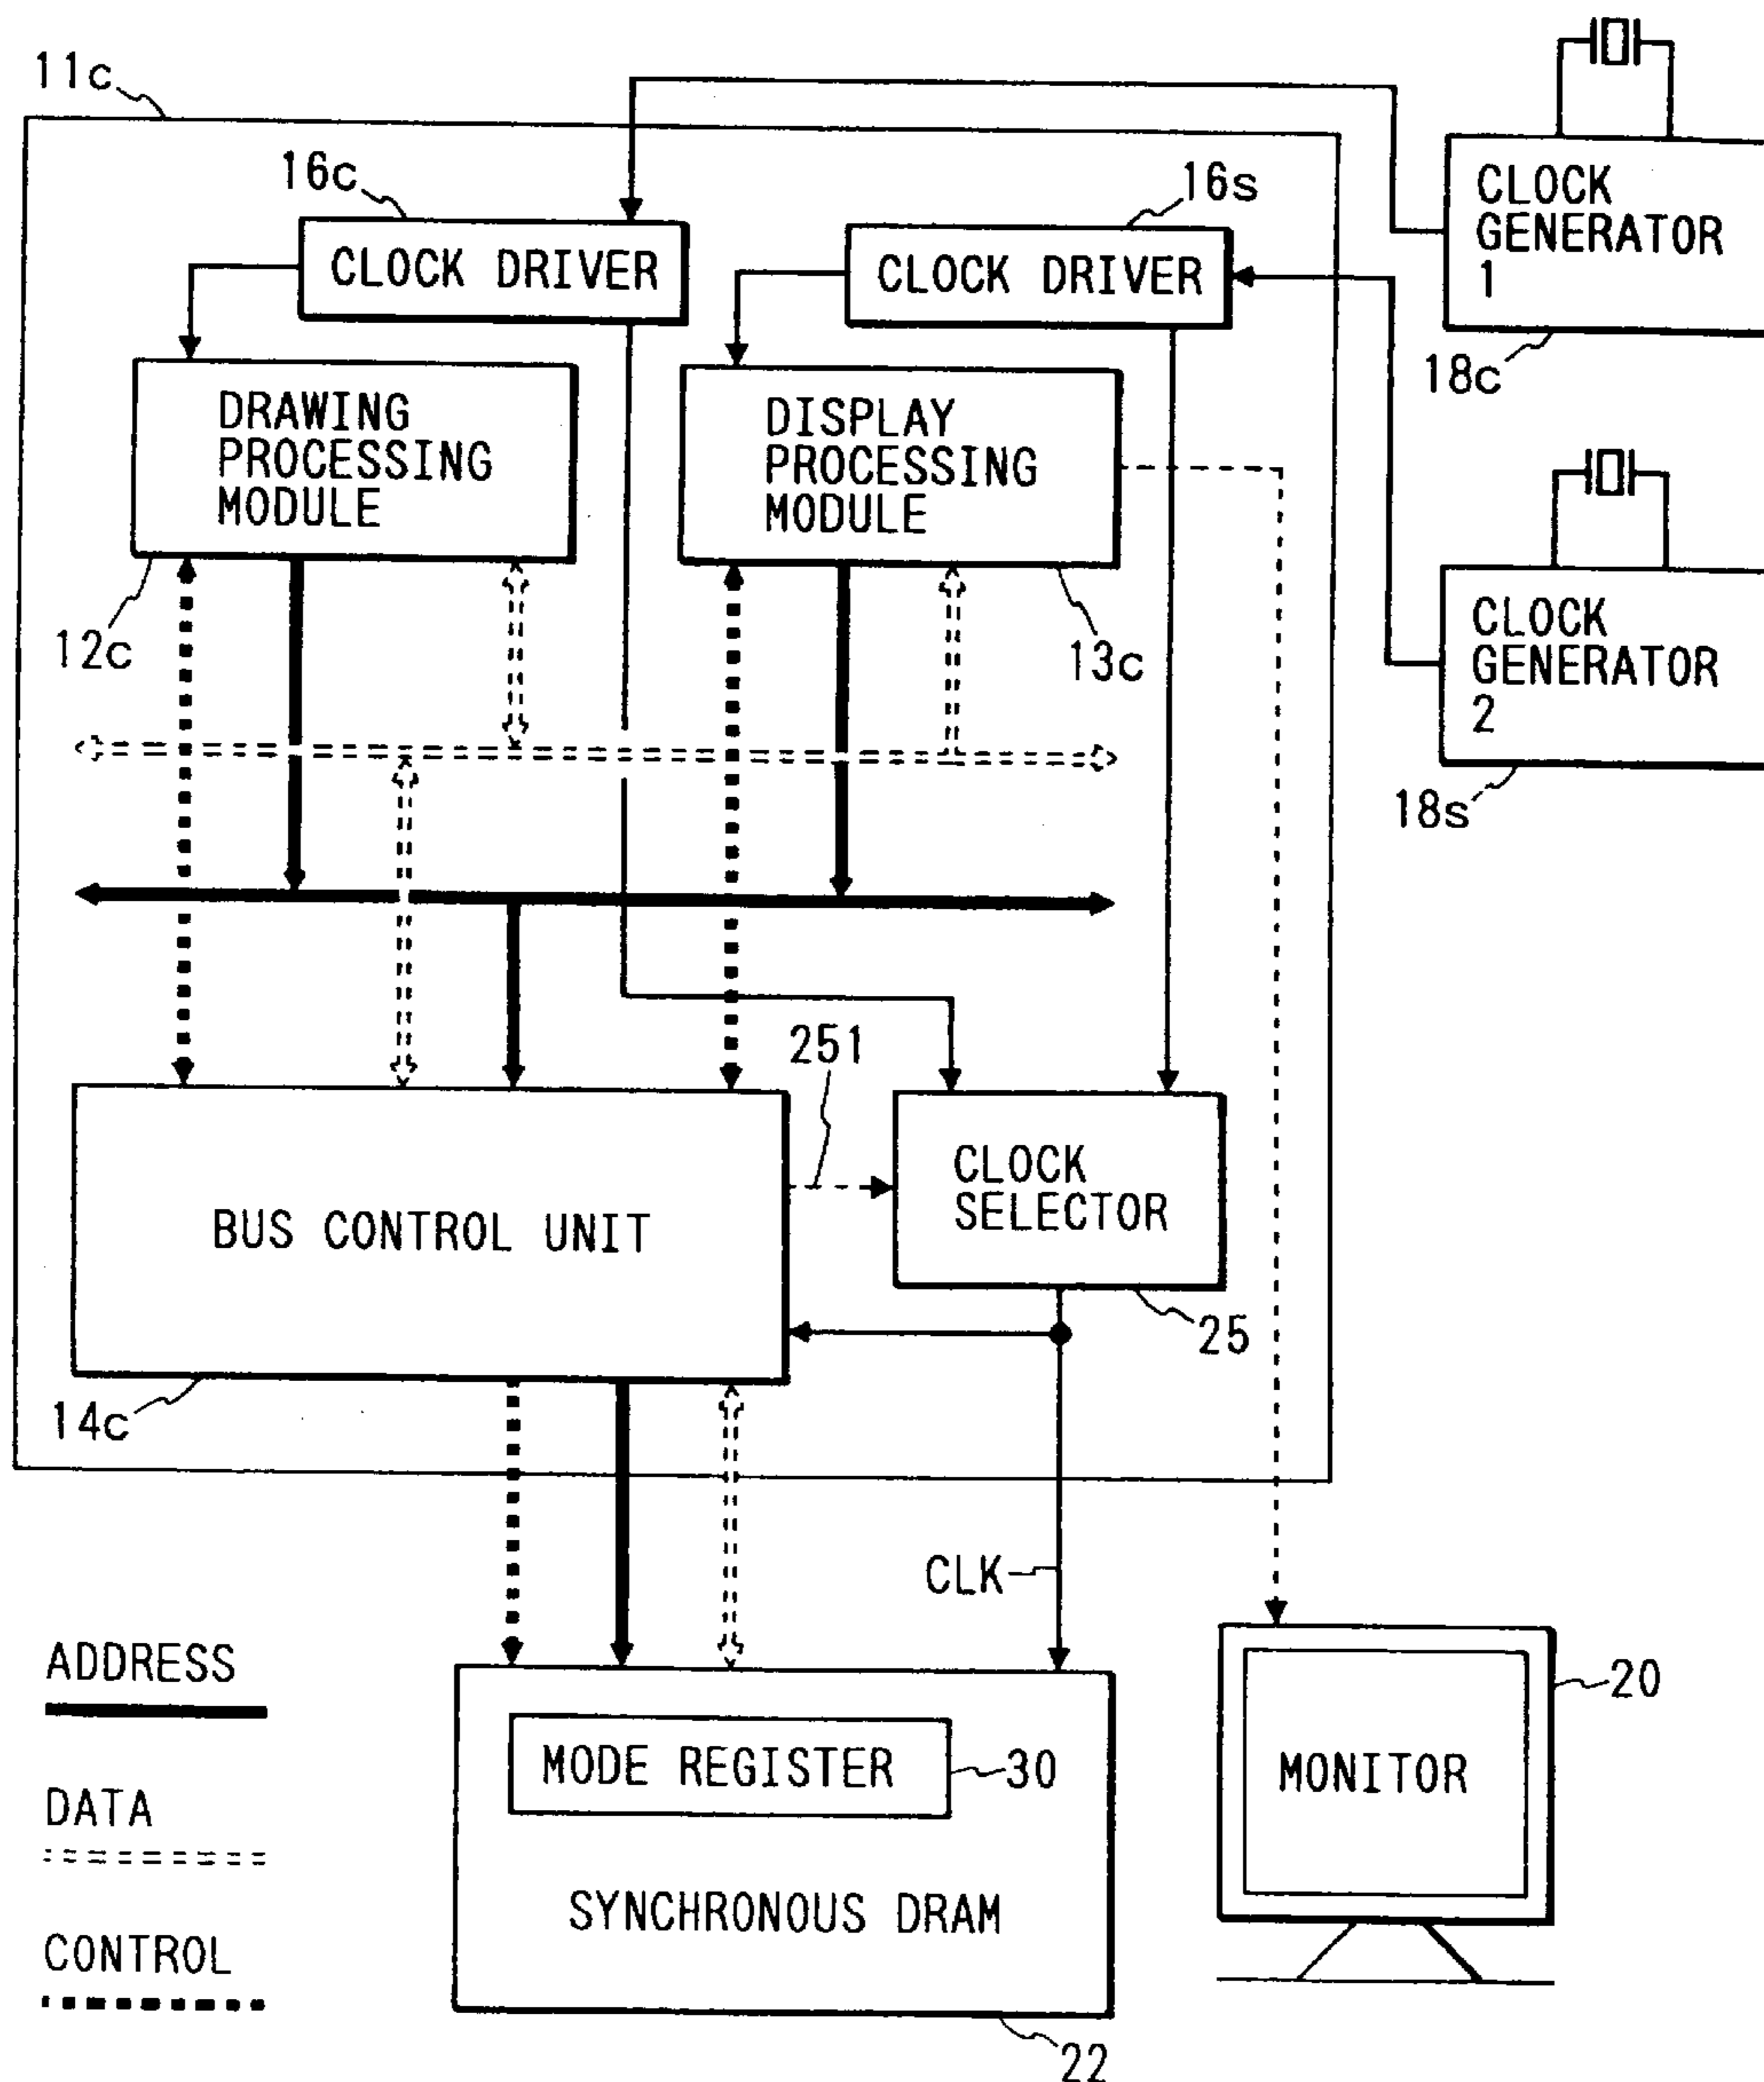 11c
16c
16s
CLOCK
GENERATOR
1
CLOCK DRIVER
CLOCK DRIVER
18c
DRAWING
PROCESSING
MODULE
DISPLAY
PROCESSING
MODULE
12c
13c
CLOCK
GENERATOR
2
18s
251
CLOCK
SELECTOR
BUS CONTROL UNIT
25
14c
CLK
ADDRESS
DATA
CONTROL
MODE REGISTER
30
SYNCHRONOUS DRAM
22
20
MONITOR